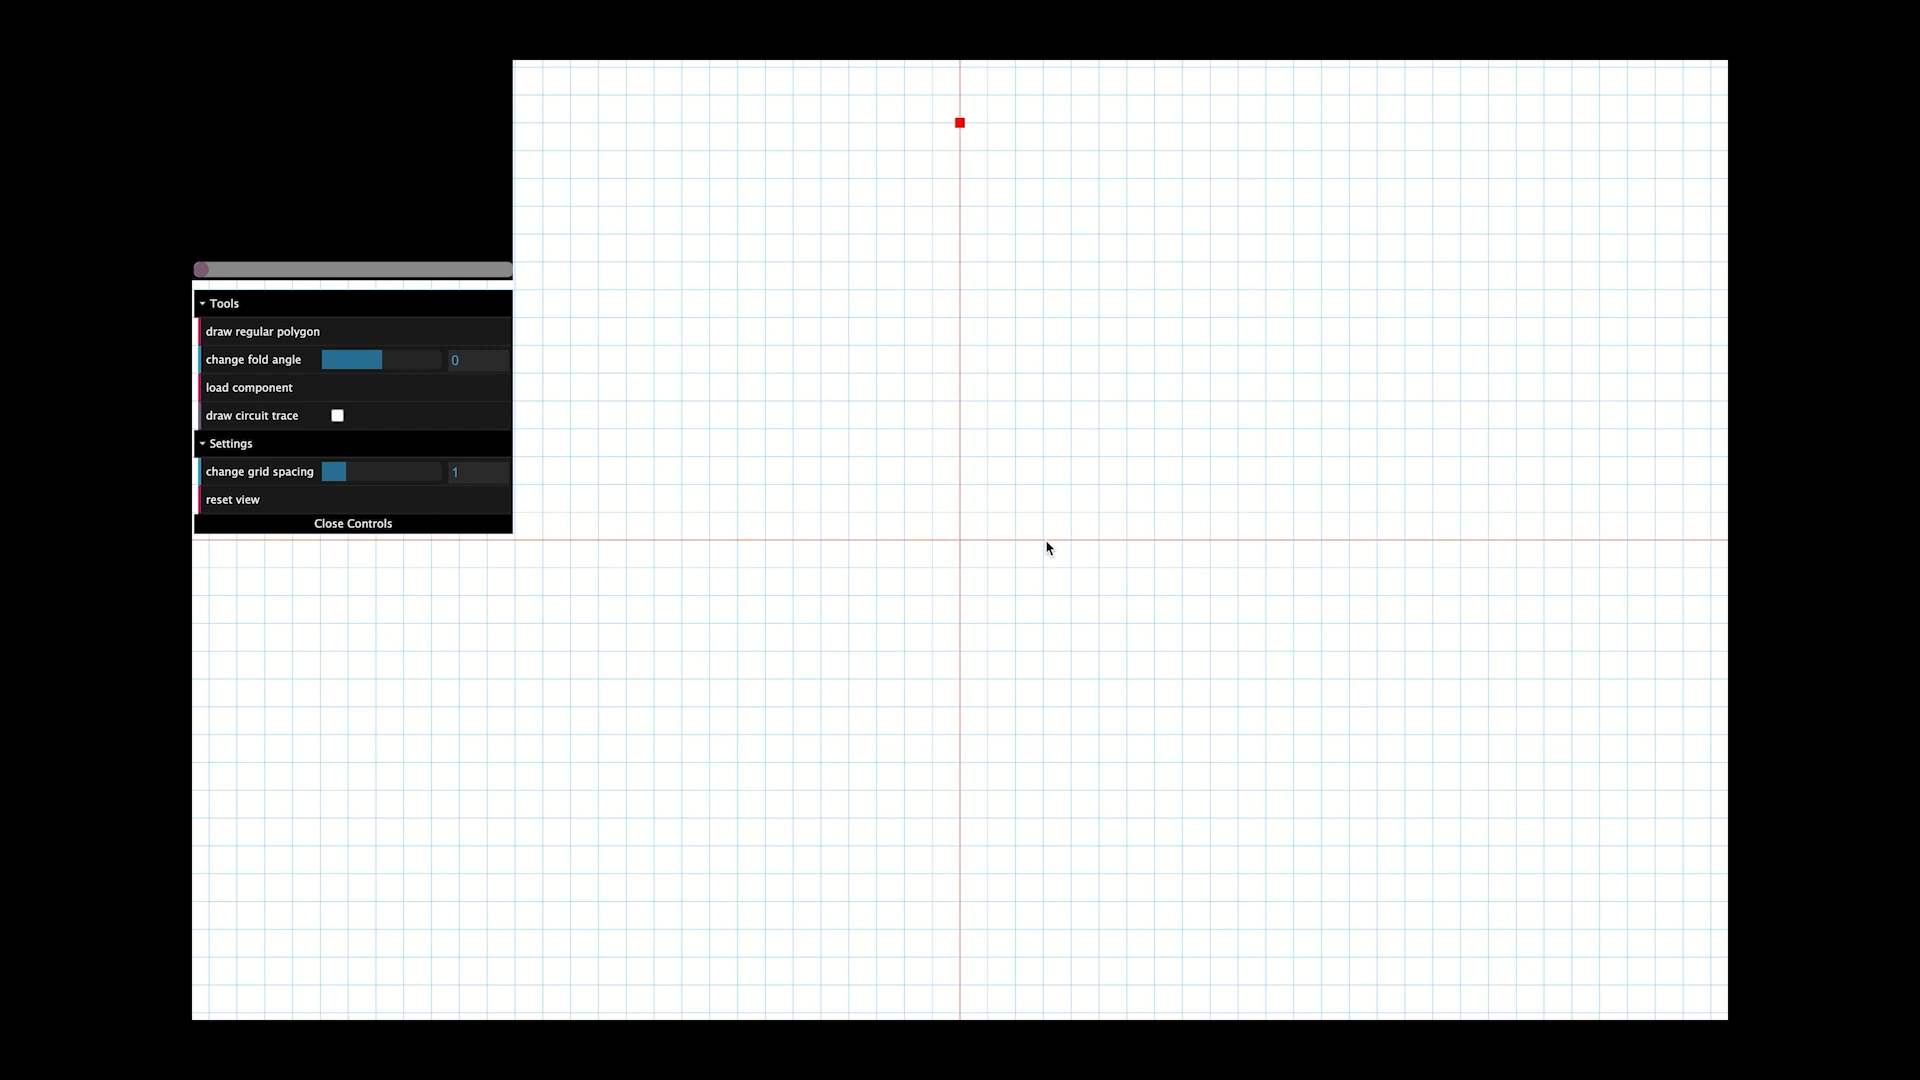 Tools
draw regular polygon
change fold angle 0
load component
draw circuit trace
Settings
change grid spacing 1
reset view
Close Controls